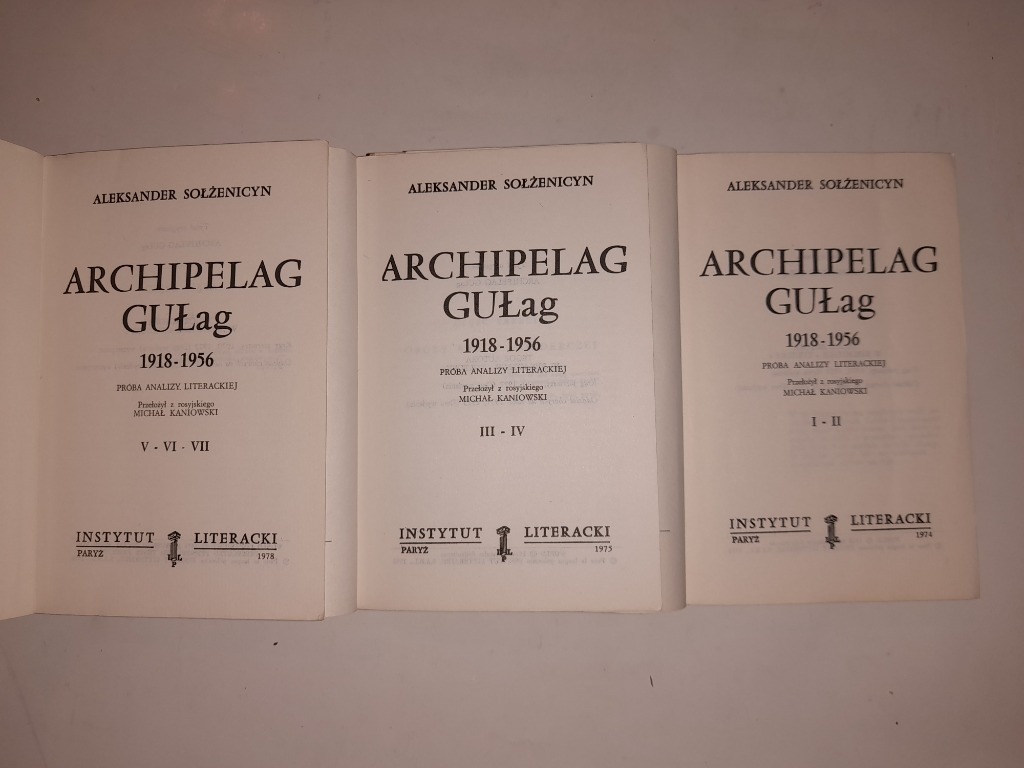 ALEKSANDER SOŁŻENICYN
ARCHIPELAG
GUŁag
1918-1956
PRÓBA ANALIZY LITERACKIEJ
Przełożył z rosyjskiego
MICHAŁ KANIOWSKI
V - VI - VII
INSTYTUT LITERACKI
PARYŻ 1978
ALEKSANDER SOŁŻENICYN
ARCHIPELAG
GUŁag
1918-1956
PRÓBA ANALIZY LITERACKIEJ
Przełożył z rosyjskiego
MICHAŁ KANIOWSKI
III - IV
INSTYTUT LITERACKI
PARYŻ 1975
ALEKSANDER SOŁŻENICYN
ARCHIPELAG
GUŁag
1918-1956
PRÓBA ANALIZY LITERACKIEJ
Przełożył z rosyjskiego
MICHAŁ KANIOWSKI
I - II
INSTYTUT LITERACKI
PARYŻ 1974